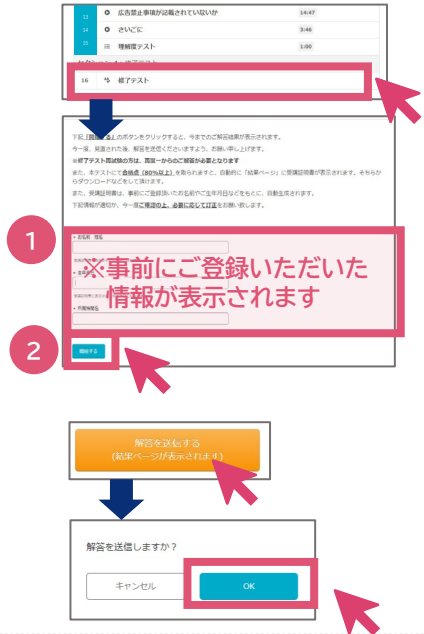 13 広告禁止事項が記載されていないか 14:47
14 さいごに 3:46
15 理解度テスト 1:00
16 修了テスト
下記「開始する」のボタンをクリックすると、今までのご解答結果が表示されます。
今一度、見直された後、解答を送信くださいますよう、お願い申し上げます。
※修了テスト再試験の方は、再度一からのご解答が必要となります
また、本テストにて合格点（80%以上）を取られますと、自動的に「結果ページ」に受講証明書が表示されます。そちらか
らダウンロードなどをして頂けます。
また、受講証明書は、事前にご登録頂いたお名前やご生年月日などをもとに、自動生成されます。
下記情報が適切か、今一度ご確認の上、必要に応じて訂正をお願い致します。
1
※事前にご登録いただいた
情報が表示されます
2
開始する
解答を送信する
(結果ページが表示されます)
解答を送信しますか？
キャンセル OK